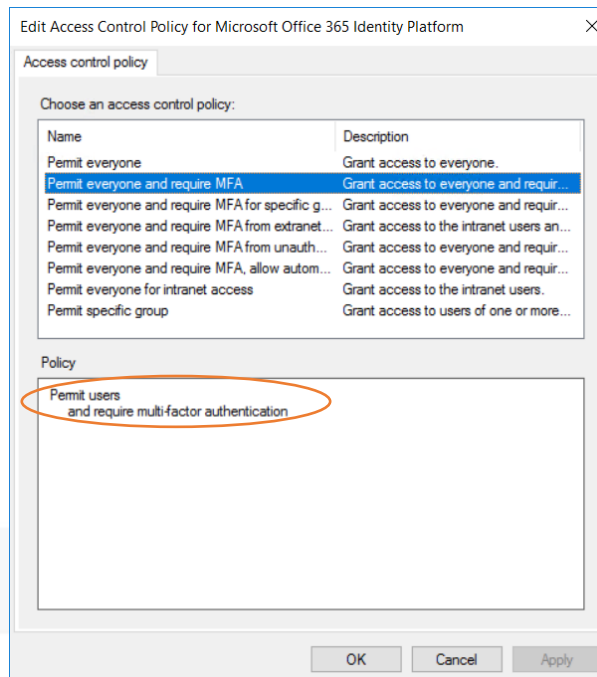 Edit Access Control Policy for Microsoft Office 365 Identity Platform
Access control policy
Choose an access control policy:
Name Description
Permit everyone Grant access to everyone.
Permit everyone and require MFA Grant access to everyone and requir...
Permit everyone and require MFA for specific g... Grant access to everyone and requir...
Permit everyone and require MFA from extranet... Grant access to the intranet users an...
Permit everyone and require MFA from unauth... Grant access to everyone and requir...
Permit everyone and require MFA, allow autom... Grant access to everyone and requir...
Permit everyone for intranet access Grant access to the intranet users.
Permit specific group Grant access to users of one or more...
Policy
Permit users
and require multi-factor authentication
OK Cancel Apply